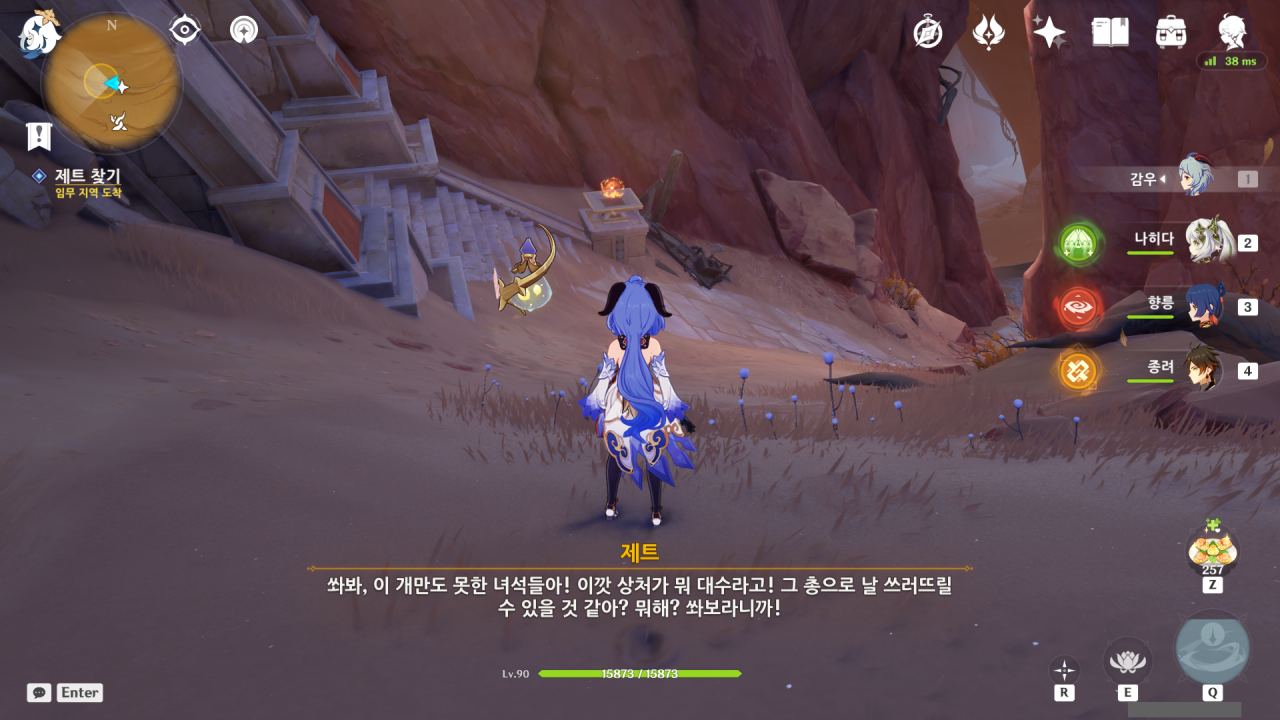 N
38 ms
제트 찾기
임무 지역 도착
감우
1
나히다
2
향릉
3
종려
4
제트
쏴봐, 이 개만도 못한 녀석들아! 이깟 상처가 뭐 대수라고! 그 총으로 날 쓰러뜨릴
수 있을 것 같아? 뭐해? 쏴보라니까!
257
Z
Lv.90
15873 / 15873
Enter
R
E
Q